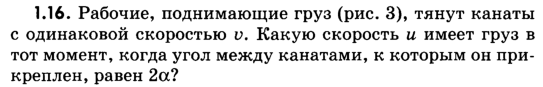 1.16. Рабочие, поднимающие груз (рис. 3), тянут канаты
с одинаковой скоростью v. Какую скорость u имеет груз в
тот момент, когда угол между канатами, к которым он при-
креплен, равен 2α?